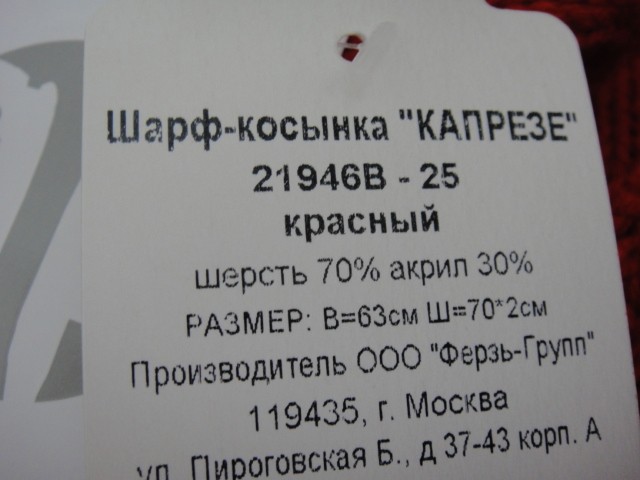 Шарф-косынка "КАПРЕЗЕ"
21946В - 25
красный
шерсть 70% акрил 30%
РАЗМЕР: В=63см Ш=70*2см
Производитель ООО "Ферзь-Групп"
119435, г. Москва
ул. Пироговская Б., д 37-43 корп. А